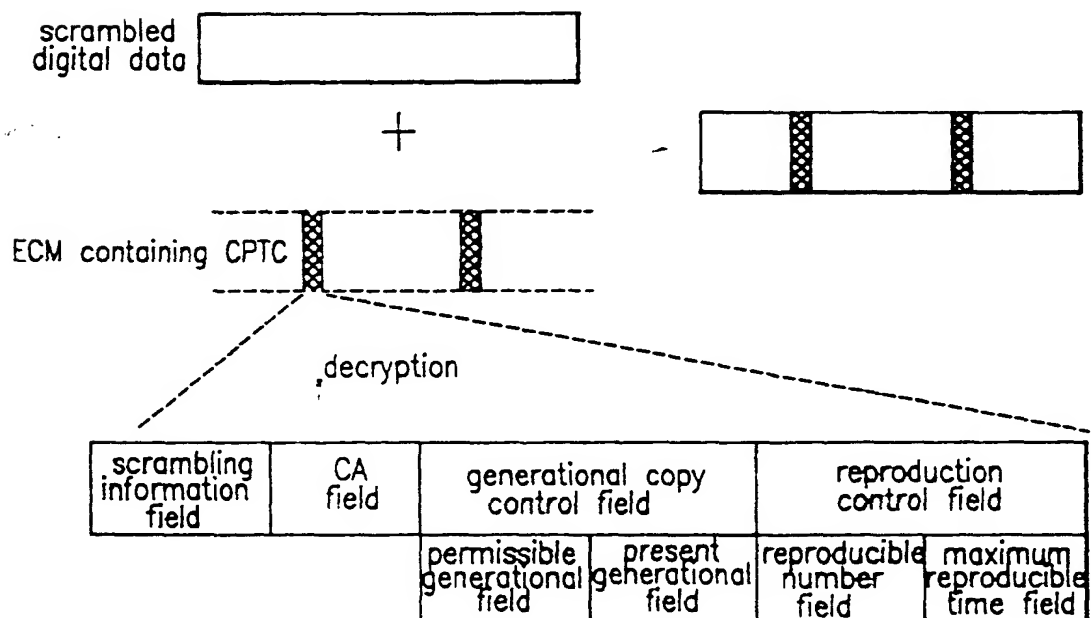 scrambled
digital data
+
ECM containing CPTC
decryption
scrambling
information
field
CA
field
generational copy
control field
reproduction
control field
permissible
generational
field
present
generational
field
reproducible
number
field
maximum
reproducible
time field